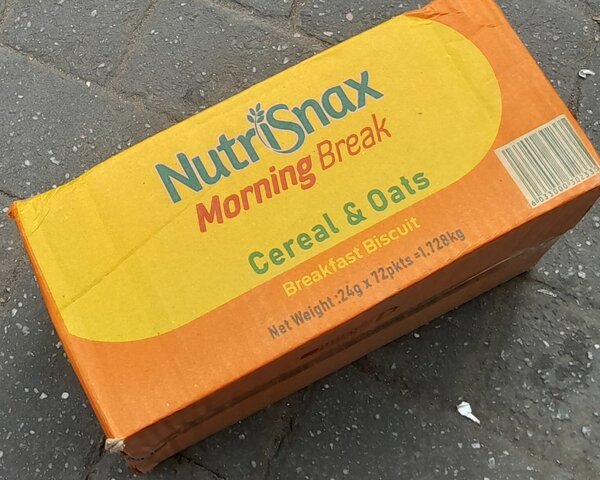 NutriSnax
Morning Break
Cereal & Oats
Breakfast Biscuit
Net Weight :24g x 72pkts =1.728kg